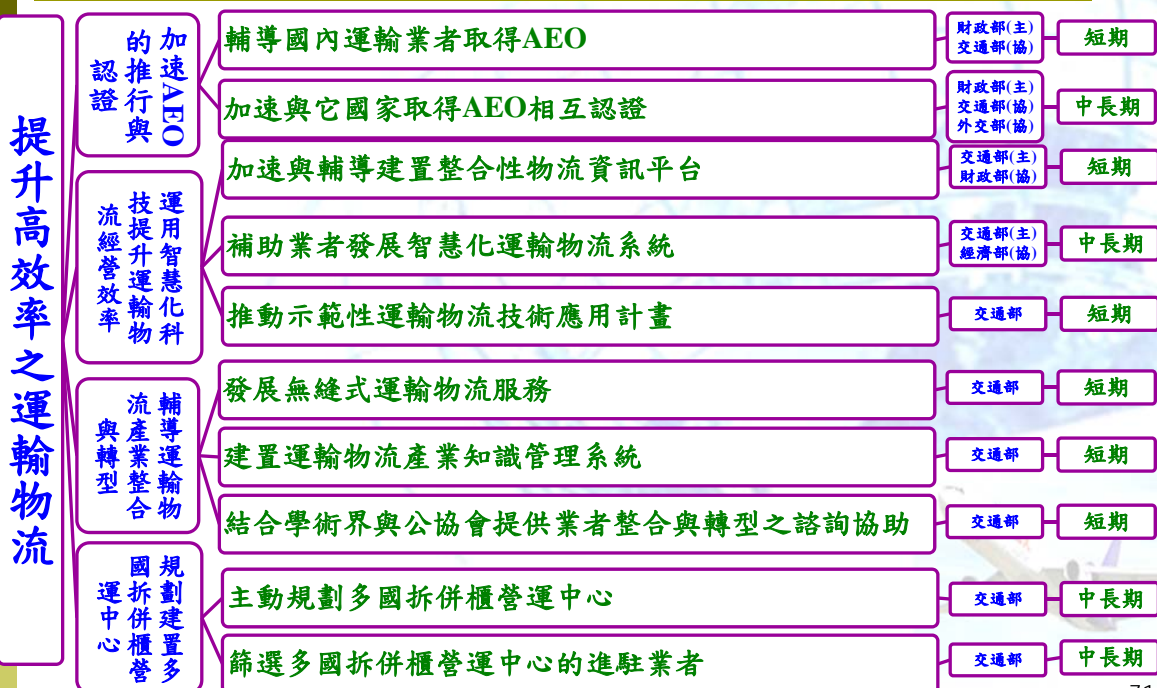 提升高效率之運輸物流
加速AEO
的推行與
認證
輔導國內運輸業者取得AEO
財政部(主)
交通部(協)
短期
加速與它國家取得AEO相互認證
財政部(主)
交通部(協)
外交部(協)
中長期
運用智慧化科
技提升運輸物
流經營效率
加速與輔導建置整合性物流資訊平台
交通部(主)
財政部(協)
短期
補助業者發展智慧化運輸物流系統
交通部(主)
經濟部(協)
中長期
推動示範性運輸物流技術應用計畫
交通部
短期
輔導運輸物
流產業整合
與轉型
發展無縫式運輸物流服務
交通部
短期
建置運輸物流產業知識管理系統
交通部
短期
結合學術界與公協會提供業者整合與轉型之諮詢協助
交通部
短期
規劃建置多
國拆併櫃營
運中心
主動規劃多國拆併櫃營運中心
交通部
中長期
篩選多國拆併櫃營運中心的進駐業者
交通部
中長期